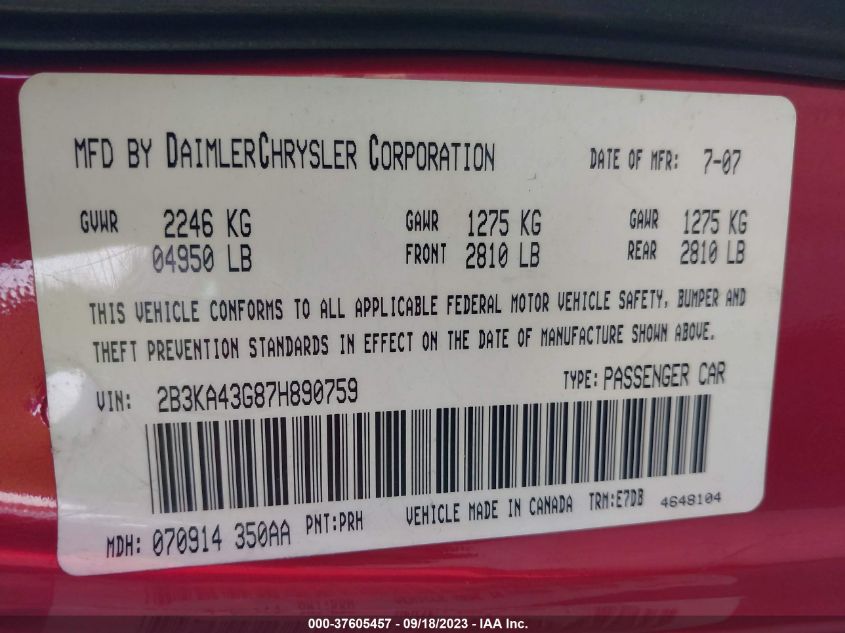 MFD BY DAIMLERCHRYSLER CORPORATION DATE OF MFR: 7-07
GVWR 2246 KG GAWR 1275 KG GAWR 1275 KG
04950 LB FRONT 2810 LB REAR 2810 LB
THIS VEHICLE CONFORMS TO ALL APPLICABLE FEDERAL MOTOR VEHICLE SAFETY, BUMPER AND
THEFT PREVENTION STANDARDS IN EFFECT ON THE DATE OF MANUFACTURE SHOWN ABOVE.
VIN: 2B3KA43G87H890759 TYPE: PASSENGER CAR
MDH: 070914 350AA PNT:PRH VEHICLE MADE IN CANADA TRM:E7DB 4648104
000-37605457 - 09/18/2023 - IAA Inc.